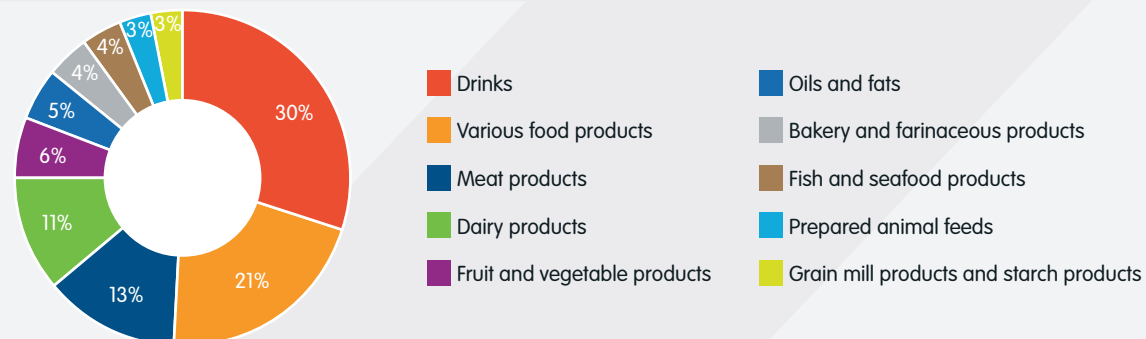 3%
3%
4%
4%
5%
6%
11%
13%
21%
30%
Drinks
Various food products
Meat products
Dairy products
Fruit and vegetable products
Oils and fats
Bakery and farinaceous products
Fish and seafood products
Prepared animal feeds
Grain mill products and starch products